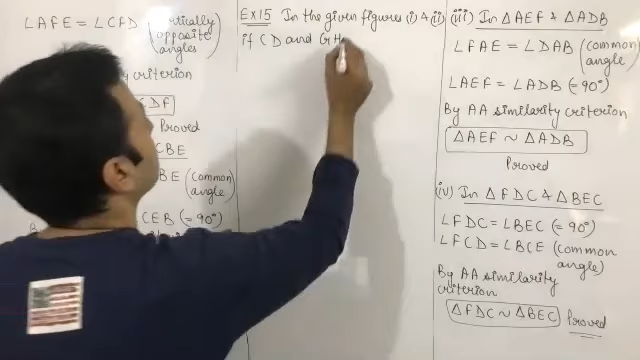 ∠AFE = ∠CFD (vertically opposite angles)
criterion
EDF
Proved
CBE
BE (common angle)
CEB (= 90°)
Ex 15 In the given figures (i) & (ii)
if CD and GH
(iii) In ΔAEF & ΔADB
∠FAE = ∠DAB (common angle)
∠AEF = ∠ADB (= 90°)
By AA similarity criterion
ΔAEF ~ ΔADB
Proved
(iv) In ΔFDC & ΔBEC
∠FDC = ∠BEC (= 90°)
∠FCD = ∠BCE (common angle)
By AA similarity
criterion
ΔFDC ~ ΔBEC Proved